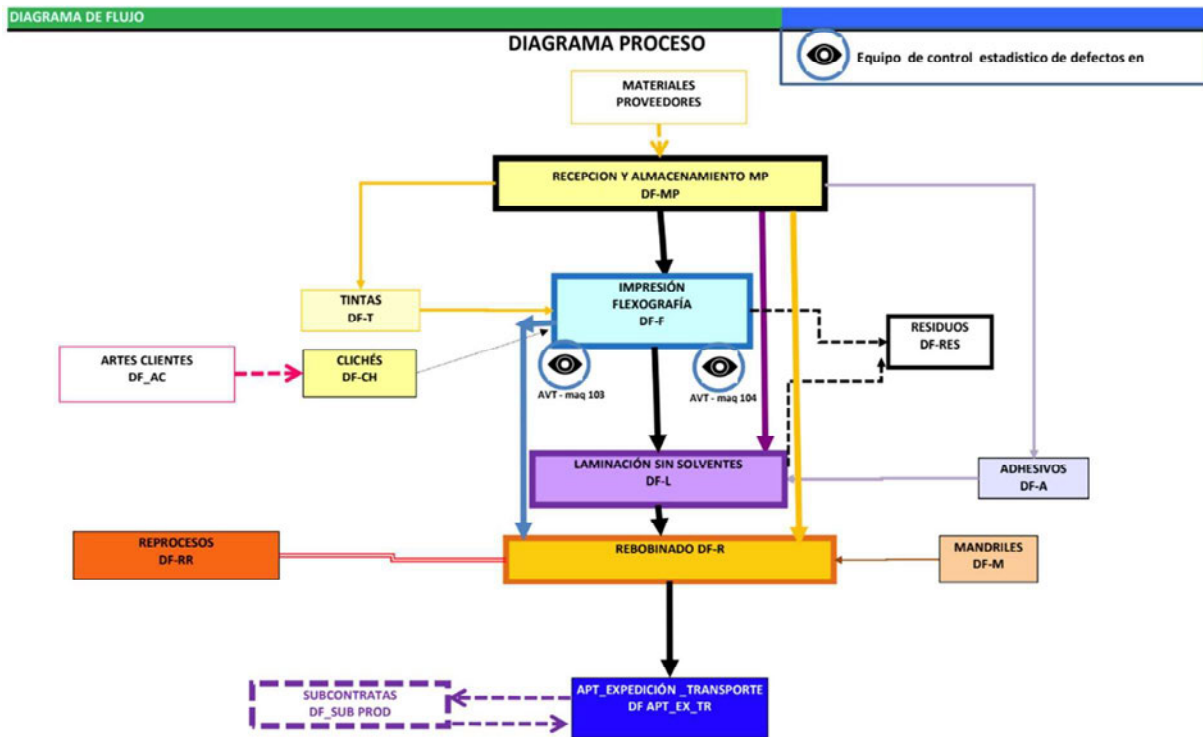 DIAGRAMA DE FLUJO
DIAGRAMA PROCESO
Equipo de control estadistico de defectos en
MATERIALES
PROVEEDORES
RECEPCION Y ALMACENAMIENTO MP
DF-MP
IMPRESIÓN
FLEXOGRAFÍA
DF-F
TINTAS
DF-T
RESIDUOS
DF-RES
ARTES CLIENTES
DF_AC
CLICHÉS
DF-CH
AVT - maq 103
AVT - maq 104
LAMINACIÓN SIN SOLVENTES
DF-L
ADHESIVOS
DF-A
REPROCESOS
DF-RR
REBOBINADO DF-R
MANDRILES
DF-M
SUBCONTRATAS
DF_SUB PROD
APT_EXPEDICIÓN _TRANSPORTE
DF APT_EX_TR